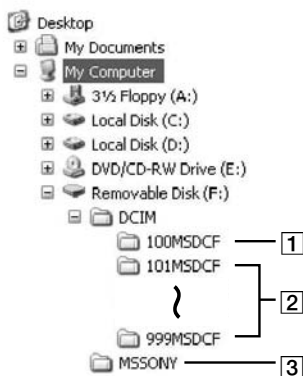 Desktop
My Documents
My Computer
3½ Floppy (A:)
Local Disk (C:)
Local Disk (D:)
DVD/CD-RW Drive (E:)
Removable Disk (F:)
DCIM
100MSDCF 1
101MSDCF
2
999MSDCF
MSSONY 3